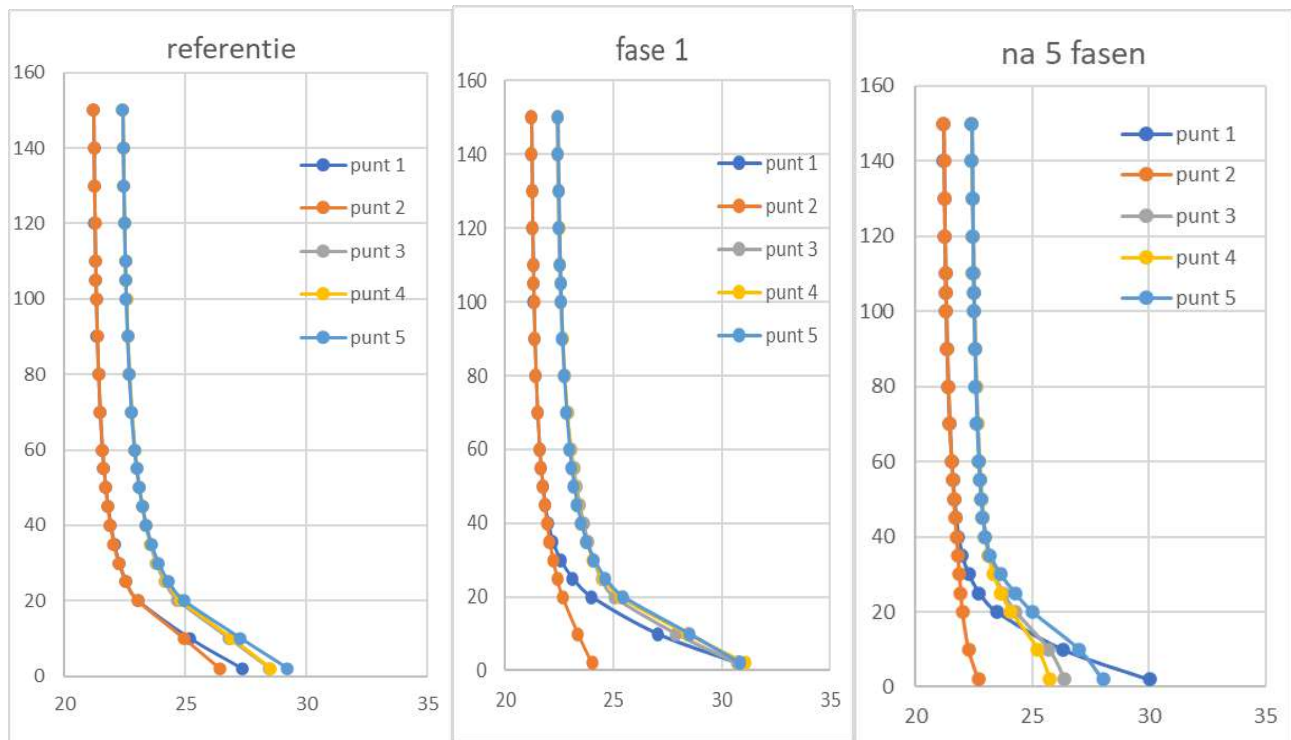 referentie
160
140
120
100
80
60
40
20
0
20
25
30
35
punt 1
punt 2
punt 3
punt 4
punt 5
fase 1
160
140
120
100
80
60
40
20
0
20
25
30
35
punt 1
punt 2
punt 3
punt 4
punt 5
na 5 fasen
160
140
120
100
80
60
40
20
0
20
25
30
35
punt 1
punt 2
punt 3
punt 4
punt 5